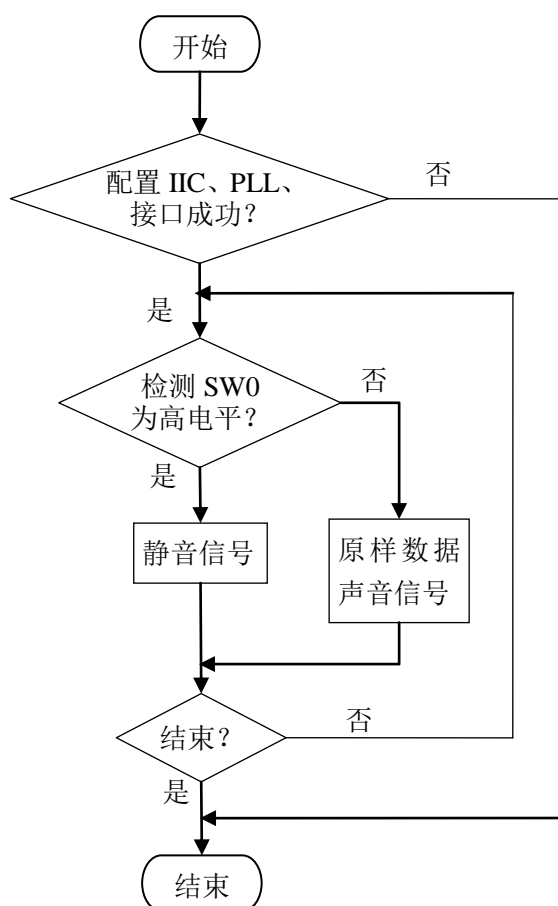 开始
配置 IIC、PLL、
接口成功？
否
是
检测 SW0
为高电平？
否
是
静音信号
原样数据
声音信号
结束？
否
是
结束